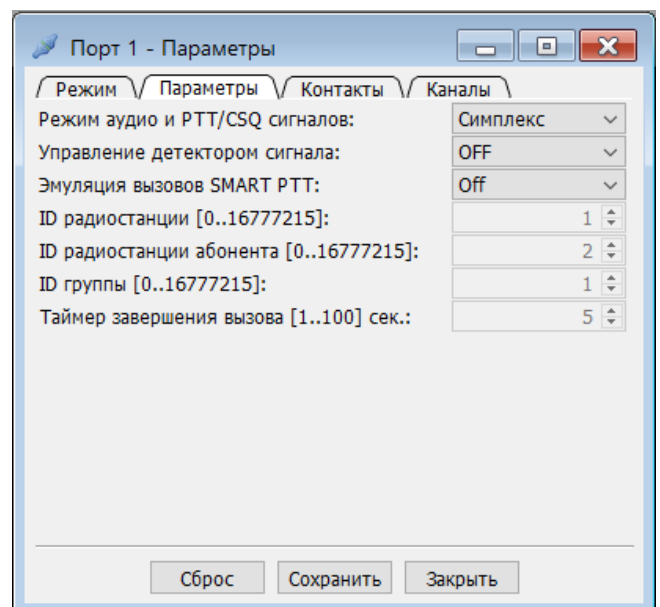 Порт 1 - Параметры
Режим Параметры Контакты Каналы
Режим аудио и PTT/CSQ сигналов: Симплекс
Управление детектором сигнала: OFF
Эмуляция вызовов SMART PTT: Off
ID радиостанции [0..16777215]: 1
ID радиостанции абонента [0..16777215]: 2
ID группы [0..16777215]: 1
Таймер завершения вызова [1..100] сек.: 5
Сброс Сохранить Закрыть